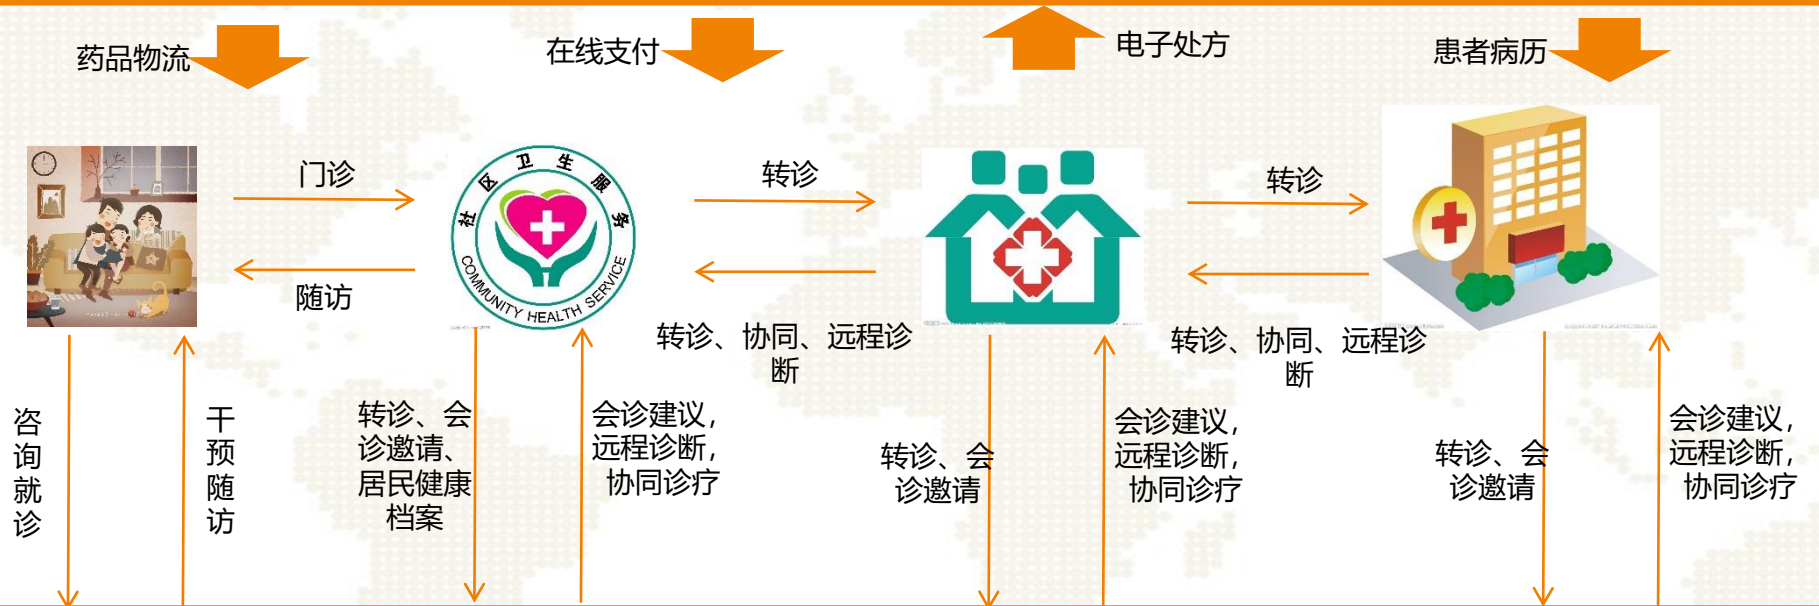 药品物流
在线支付
电子处方
患者病历
门诊
随访
社区卫生服务
COMMUNITY HEALTH SERVICE
转诊
转诊、协同、远程诊
断
转诊
转诊、协同、远程诊
断
咨
询
就
诊
干
预
随
访
转诊、会
诊邀请、
居民健康
档案
会诊建议，
远程诊断，
协同诊疗
转诊、会
诊邀请
会诊建议，
远程诊断，
协同诊疗
转诊、会
诊邀请
会诊建议，
远程诊断，
协同诊疗